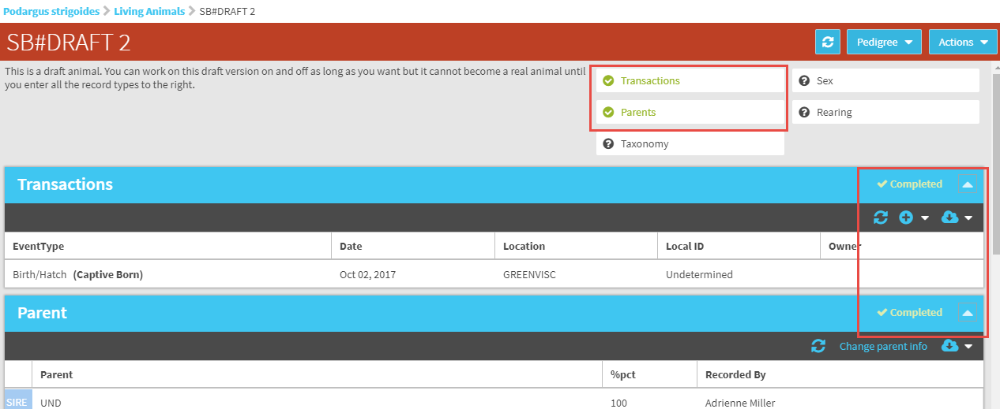 Podargus strigoides > Living Animals > SB#DRAFT 2
SB#DRAFT 2
Pedigree
Actions
This is a draft animal. You can work on this draft version on and off as long as you want but it cannot become a real animal until
you enter all the record types to the right.
Transactions
Sex
Parents
Rearing
Taxonomy
Transactions
Completed
EventType Date Location Local ID Owner
Birth/Hatch (Captive Born) Oct 02, 2017 GREENVISC Undetermined
Parent
Completed
Change parent info
Parent %pct Recorded By
SIRE UND 100 Adrienne Miller